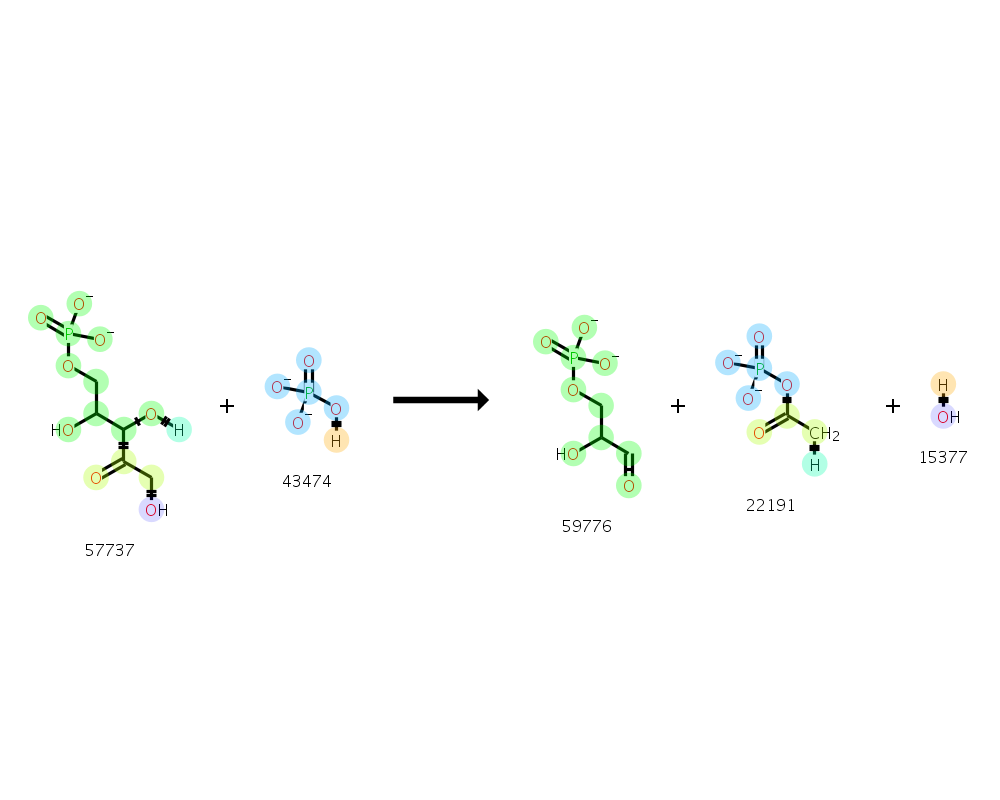 O O⁻
P O⁻
O
HO O H
O
OH
57737
+
O
O⁻ P O
O⁻ H
43474
O O⁻
P O⁻
O
HO
O
59776
+
O
O⁻ P O
O⁻
O CH₂
H
22191
+
H
OH
15377